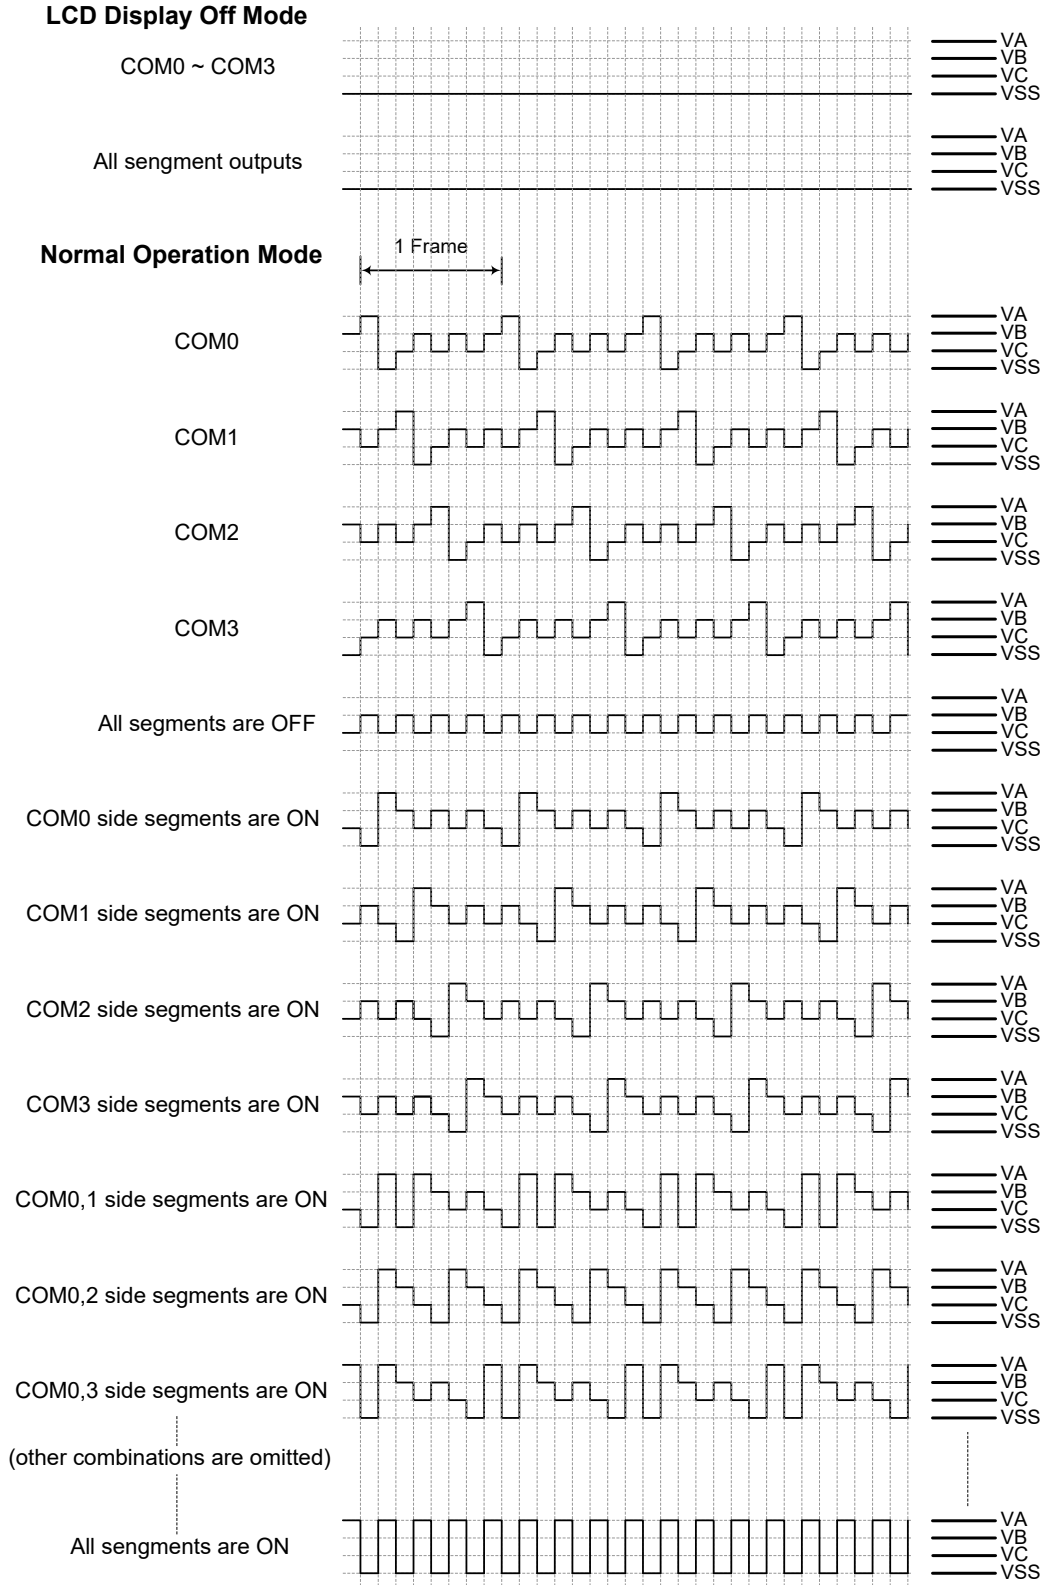 LCD Display Off Mode
COM0 ~ COM3
VA
VB
VC
VSS
All sengment outputs
VA
VB
VC
VSS
Normal Operation Mode
1 Frame
COM0
VA
VB
VC
VSS
COM1
VA
VB
VC
VSS
COM2
VA
VB
VC
VSS
COM3
VA
VB
VC
VSS
All segments are OFF
VA
VB
VC
VSS
COM0 side segments are ON
VA
VB
VC
VSS
COM1 side segments are ON
VA
VB
VC
VSS
COM2 side segments are ON
VA
VB
VC
VSS
COM3 side segments are ON
VA
VB
VC
VSS
COM0,1 side segments are ON
VA
VB
VC
VSS
COM0,2 side segments are ON
VA
VB
VC
VSS
COM0,3 side segments are ON
VA
VB
VC
VSS
(other combinations are omitted)
All sengments are ON
VA
VB
VC
VSS